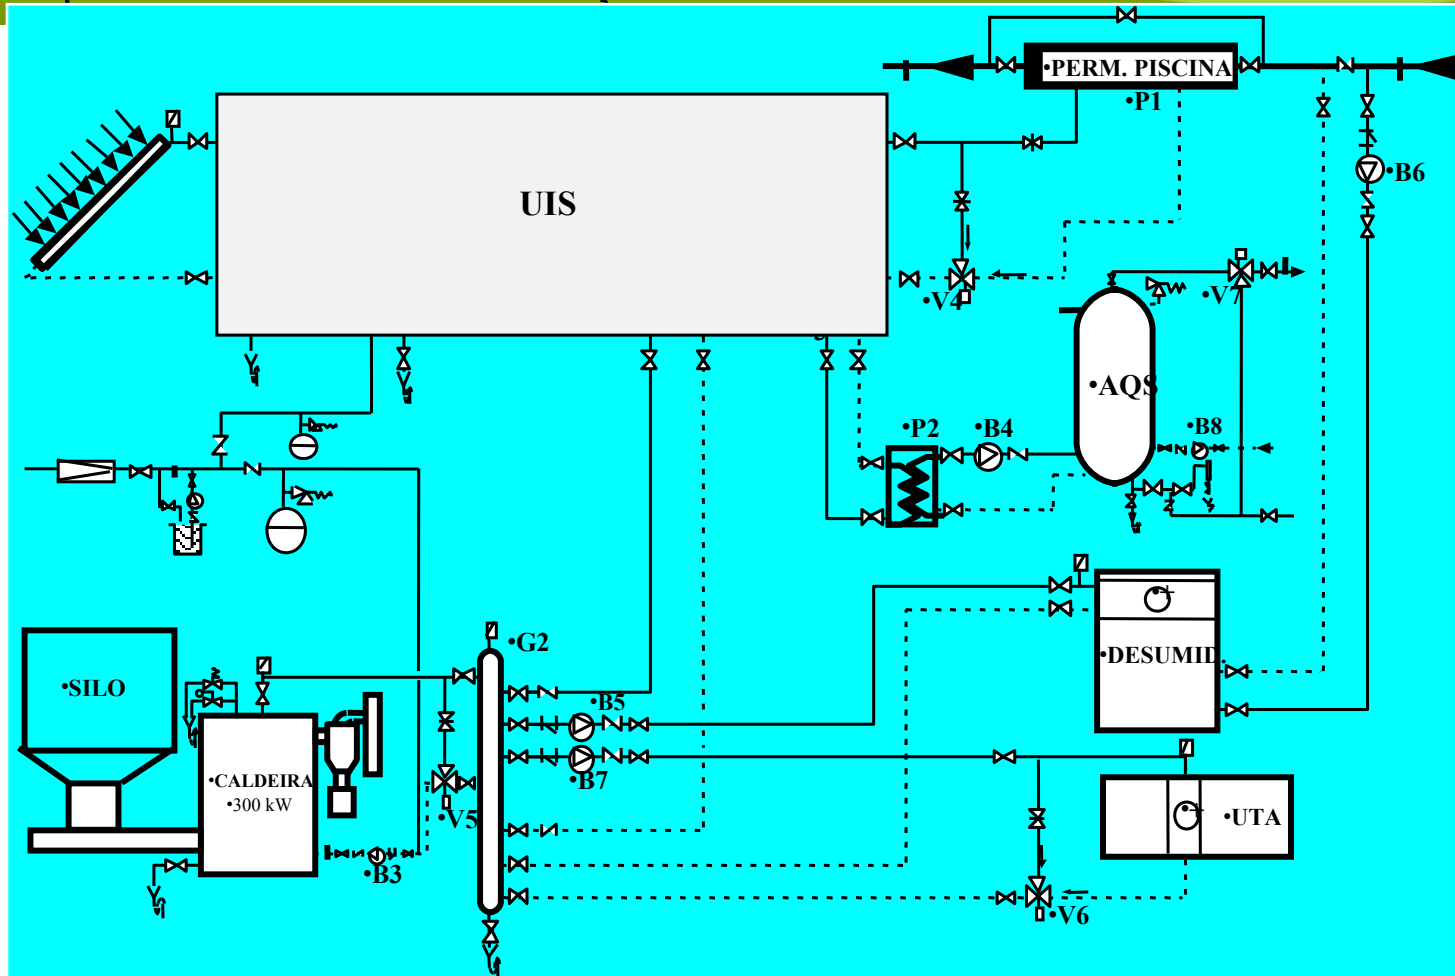 •PERM. PISCINA
•P1
•B6
UIS
•V4
•V7
•AQS
•P2
•B4
•B8
•G2
•DESUMID.
•SILO
•B5
•CALDEIRA
•300 kW
•B7
•V5
•UTA
•B3
•V6